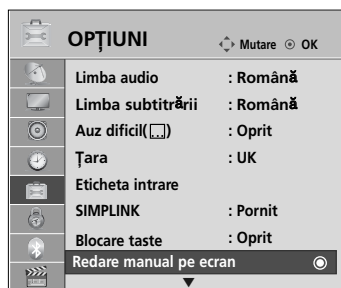 OPȚIUNI Mutare OK
Limba audio : Română
Limba subtitrării : Română
Auz dificil( ) : Oprit
Țara : UK
Eticheta intrare
SIMPLINK : Pornit
Blocare taste : Oprit
Redare manual pe ecran